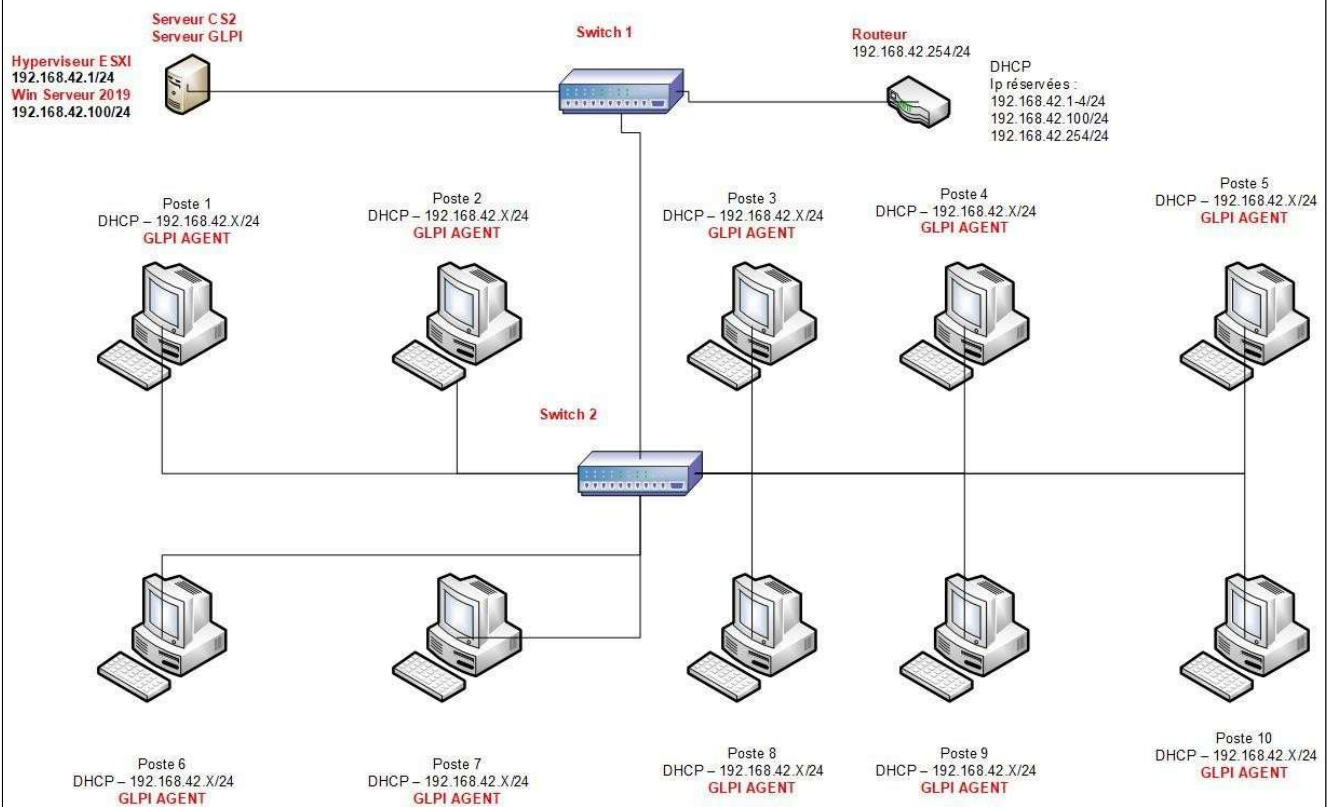 Serveur CS2
Serveur GLPI
Hyperviseur ESXI
192.168.42.1/24
Win Serveur 2019
192.168.42.100/24
Switch 1
Routeur
192.168.42.254/24
DHCP
Ip réservées :
192.168.42.1-4/24
192.168.42.100/24
192.168.42.254/24
Poste 1
DHCP – 192.168.42.X/24
GLPI AGENT
Poste 2
DHCP – 192.168.42.X/24
GLPI AGENT
Poste 3
DHCP – 192.168.42.X/24
GLPI AGENT
Poste 4
DHCP – 192.168.42.X/24
GLPI AGENT
Poste 5
DHCP – 192.168.42.X/24
GLPI AGENT
Switch 2
Poste 6
DHCP – 192.168.42.X/24
GLPI AGENT
Poste 7
DHCP – 192.168.42.X/24
GLPI AGENT
Poste 8
DHCP – 192.168.42.X/24
GLPI AGENT
Poste 9
DHCP – 192.168.42.X/24
GLPI AGENT
Poste 10
DHCP – 192.168.42.X/24
GLPI AGENT